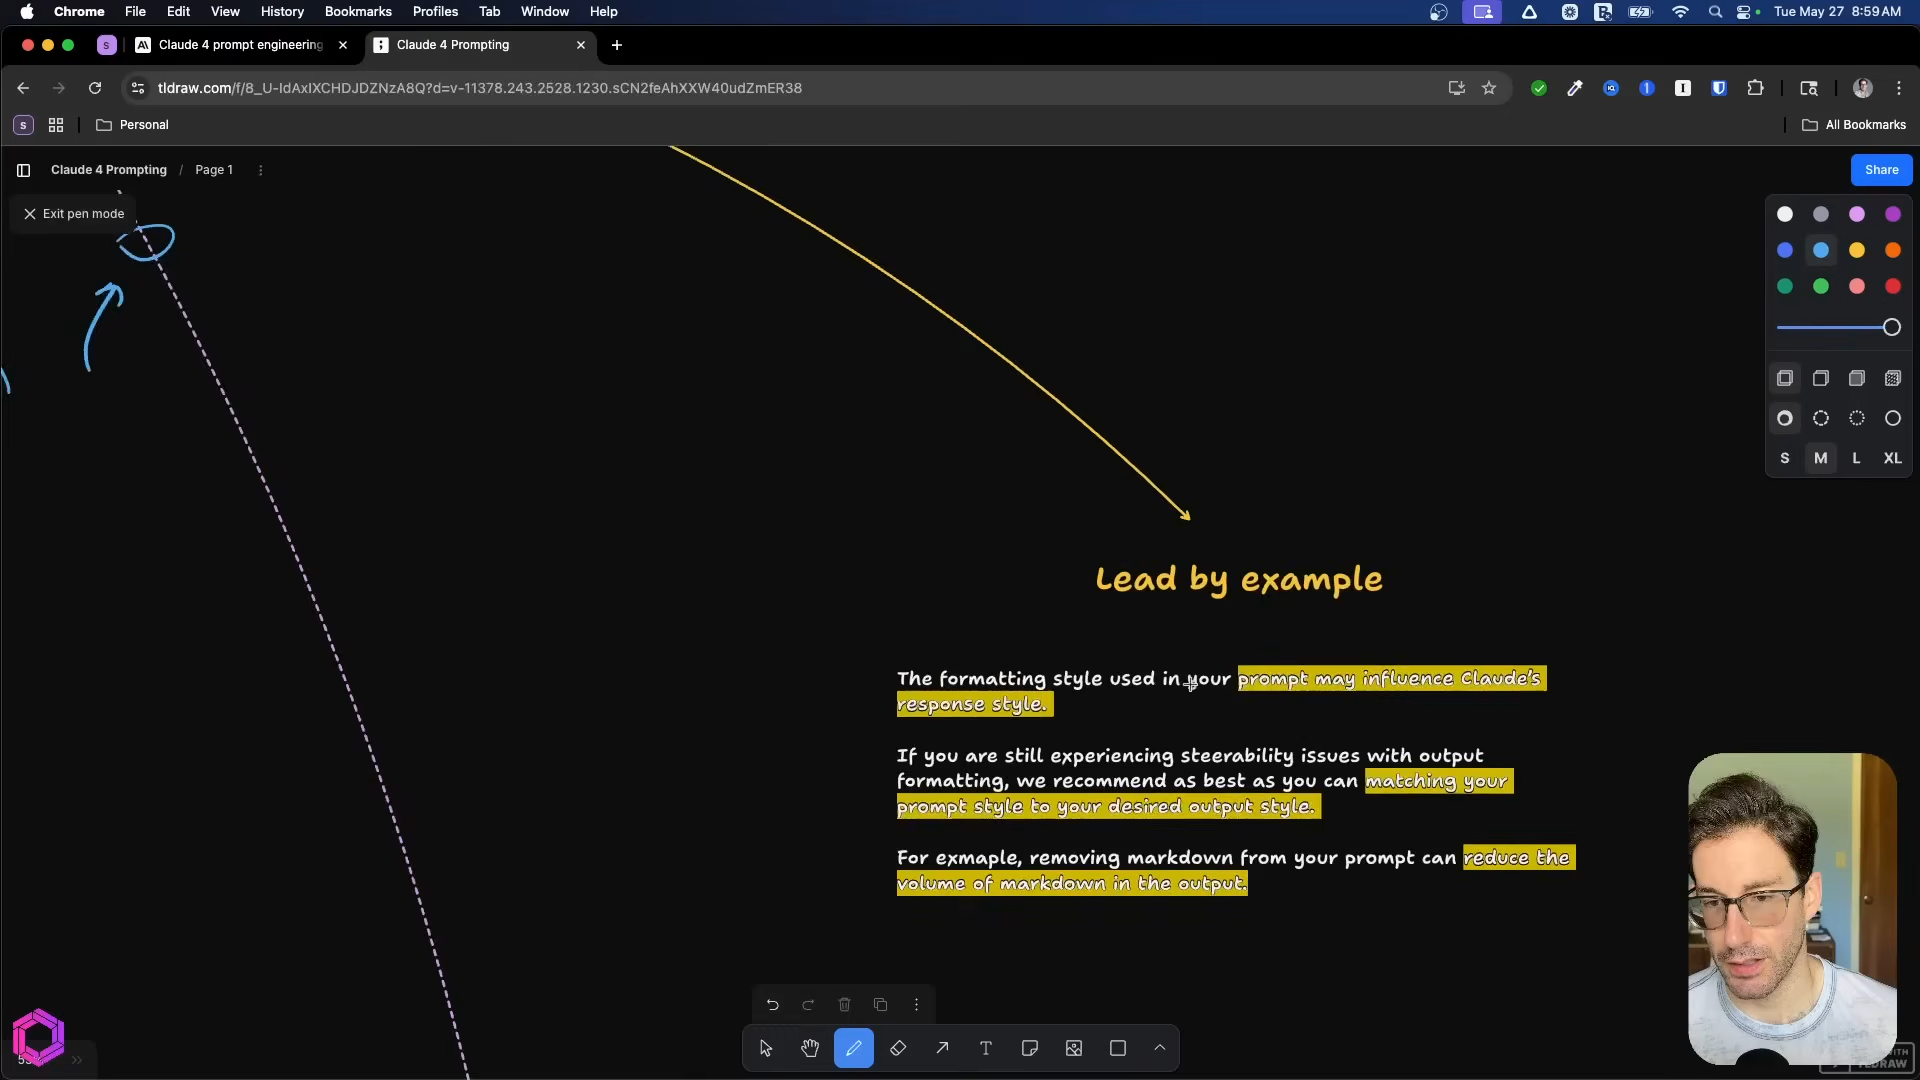 Chrome File Edit View History Bookmarks Profiles Tab Window Help Tue May 27 8:59 AM
s Claude 4 prompt engineering Claude 4 Prompting
tldraw.com/f/8_U-IdAxIXCHDJDZNzA8Q?d=v-11378.243.2528.1230.sCN2feAhXXW40udZmER38
s Personal All Bookmarks
Claude 4 Prompting / Page 1 Share
Exit pen mode
S M L XL
Lead by example
The formatting style used in your prompt may influence Claude's
response style.
If you are still experiencing steerability issues with output
formatting, we recommend as best as you can matching your
prompt style to your desired output style.
For exmaple, removing markdown from your prompt can reduce the
volume of markdown in the output.
T